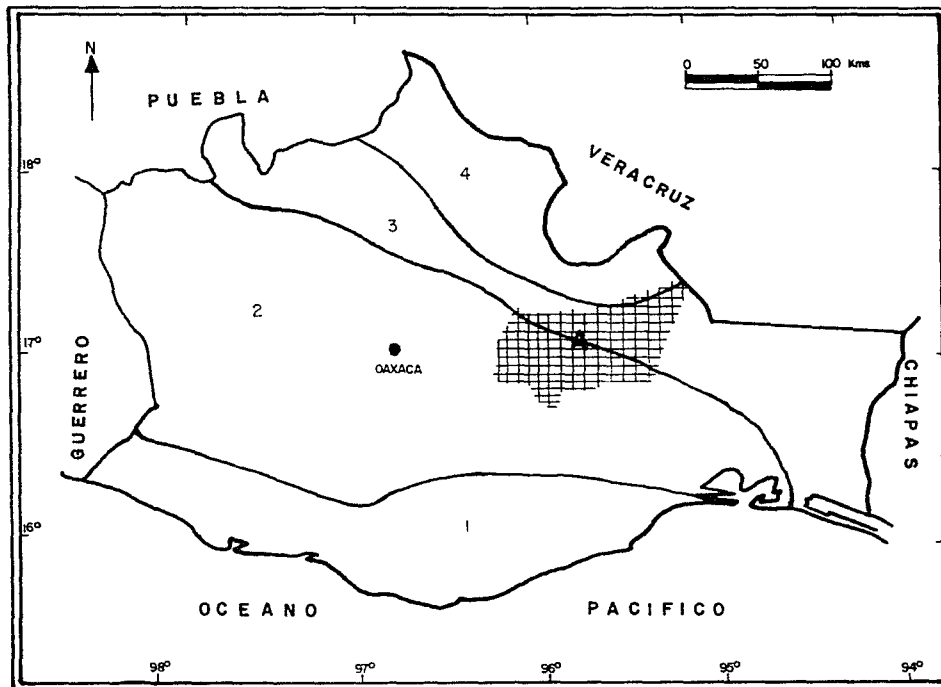 N
0 50 100 Kms
PUEBLA
VERACRUZ
18°
4
3
2
A
17°
OAXACA
GUERRERO
CHIAPAS
16°
1
OCEANO PACIFICO
98° 97° 96° 95° 94°